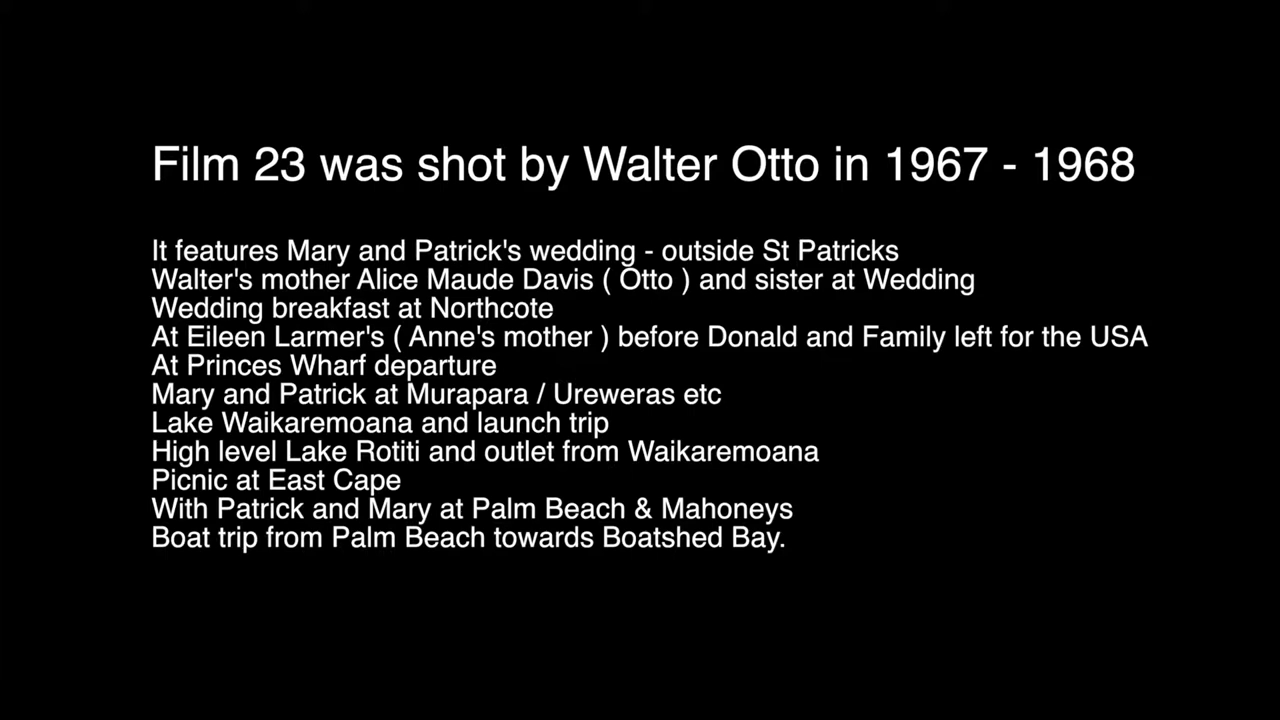 Film 23 was shot by Walter Otto in 1967 - 1968
It features Mary and Patrick's wedding - outside St Patricks
Walter's mother Alice Maude Davis ( Otto ) and sister at Wedding
Wedding breakfast at Northcote
At Eileen Larmer's ( Anne's mother ) before Donald and Family left for the USA
At Princes Wharf departure
Mary and Patrick at Murapara / Ureweras etc
Lake Waikaremoana and launch trip
High level Lake Rotiti and outlet from Waikaremoana
Picnic at East Cape
With Patrick and Mary at Palm Beach & Mahoneys
Boat trip from Palm Beach towards Boatshed Bay.